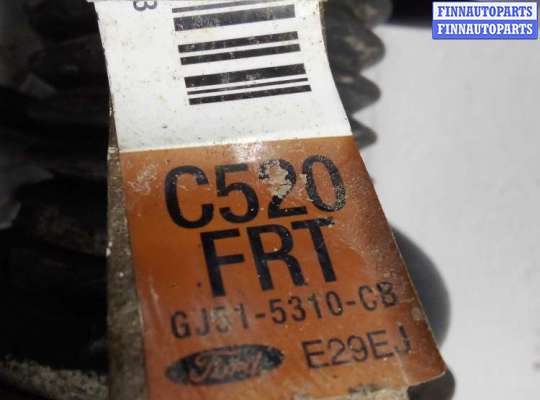 FINNAUTOPARTS
FINNAUTOPARTS
C520
FRT
GJ51-5310-CB
Ford E29EJ